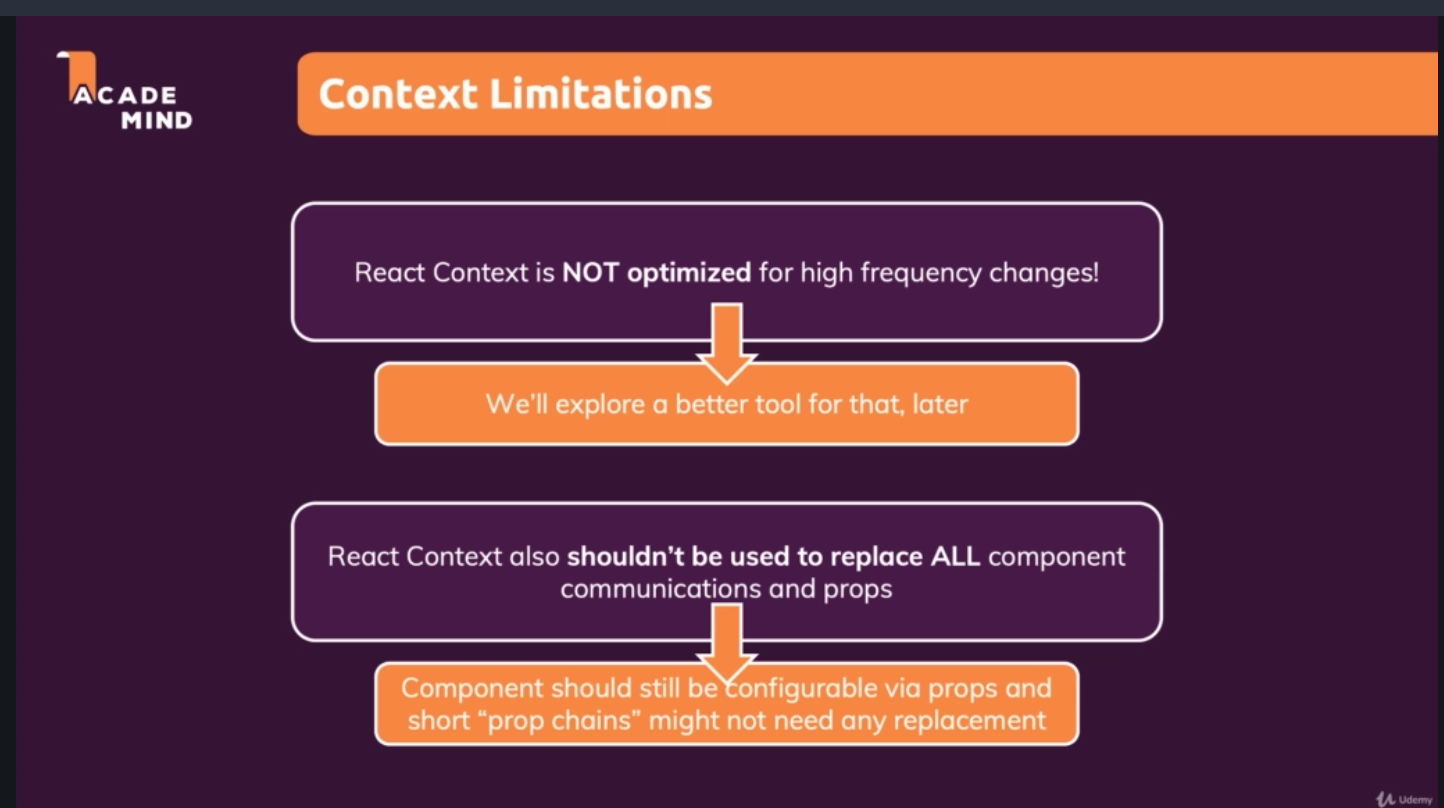 ACADE
MIND
Context Limitations
React Context is NOT optimized for high frequency changes!
We'll explore a better tool for that, later
React Context also shouldn't be used to replace ALL component
communications and props
Component should still be configurable via props and
short “prop chains” might not need any replacement
Udemy